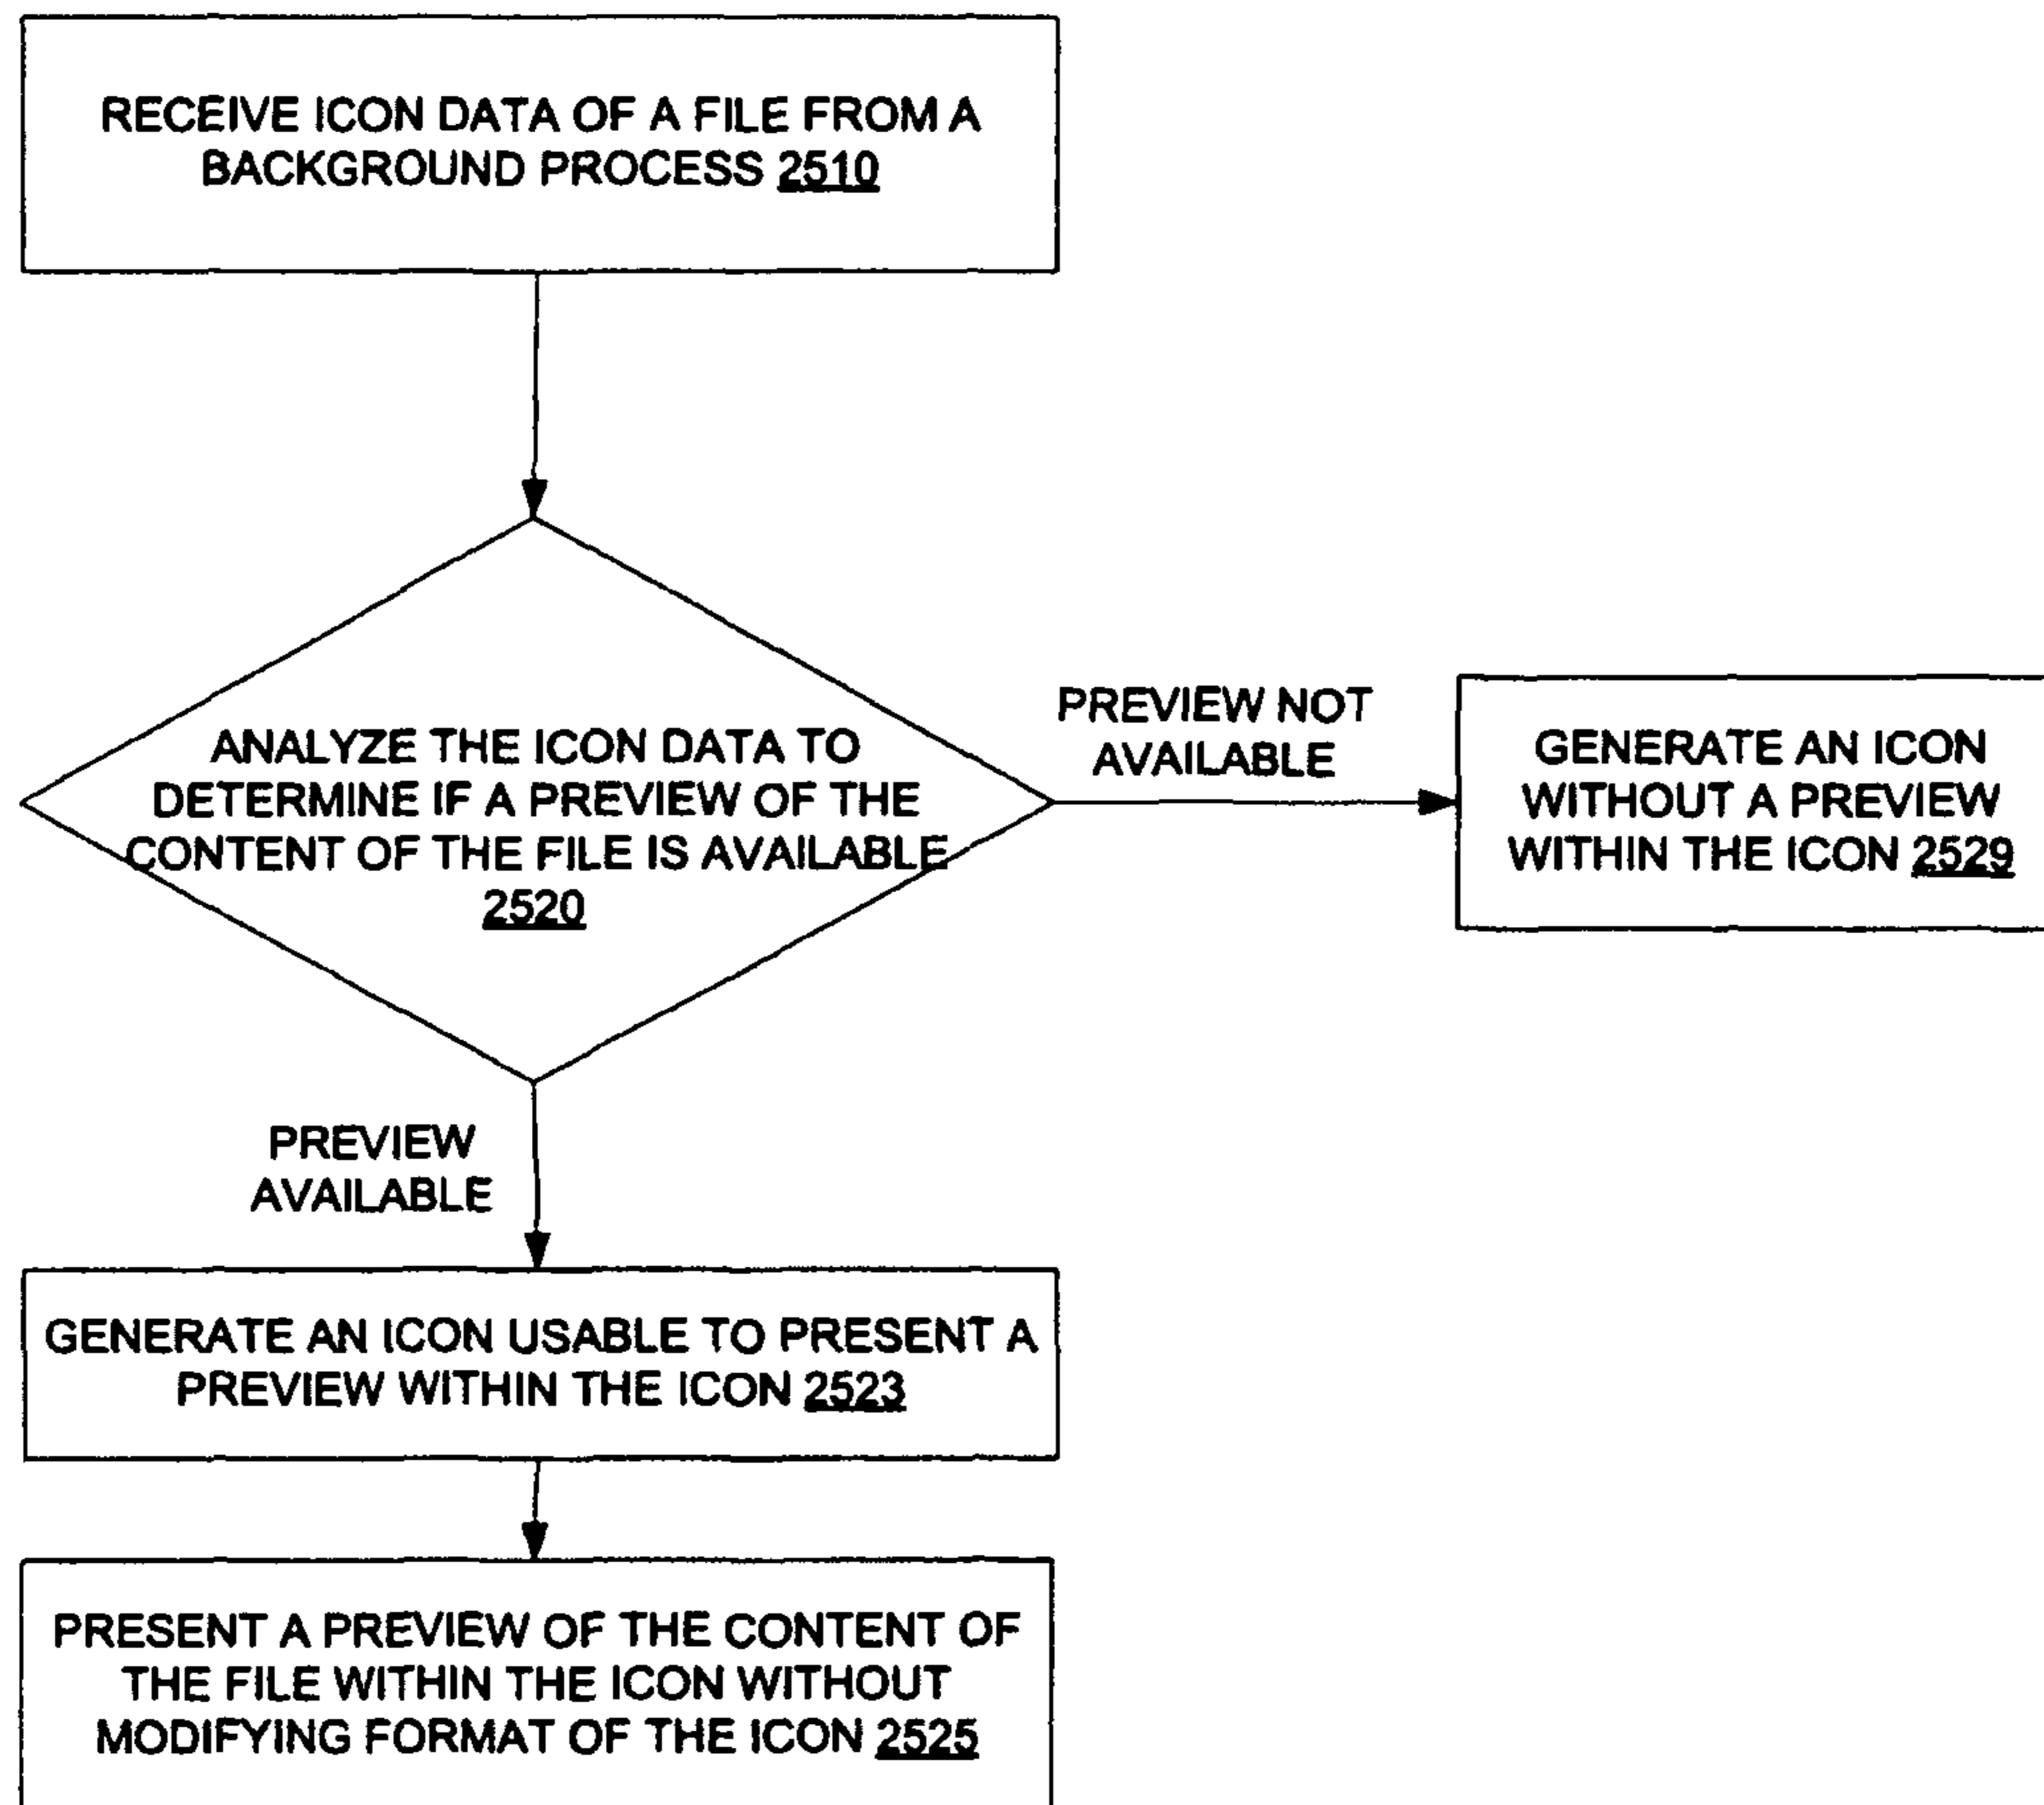 RECEIVE ICON DATA OF A FILE FROM A
BACKGROUND PROCESS 2510
ANALYZE THE ICON DATA TO
DETERMINE IF A PREVIEW OF THE
CONTENT OF THE FILE IS AVAILABLE
2520
PREVIEW NOT
AVAILABLE
GENERATE AN ICON
WITHOUT A PREVIEW
WITHIN THE ICON 2529
PREVIEW
AVAILABLE
GENERATE AN ICON USABLE TO PRESENT A
PREVIEW WITHIN THE ICON 2523
PRESENT A PREVIEW OF THE CONTENT OF
THE FILE WITHIN THE ICON WITHOUT
MODIFYING FORMAT OF THE ICON 2525